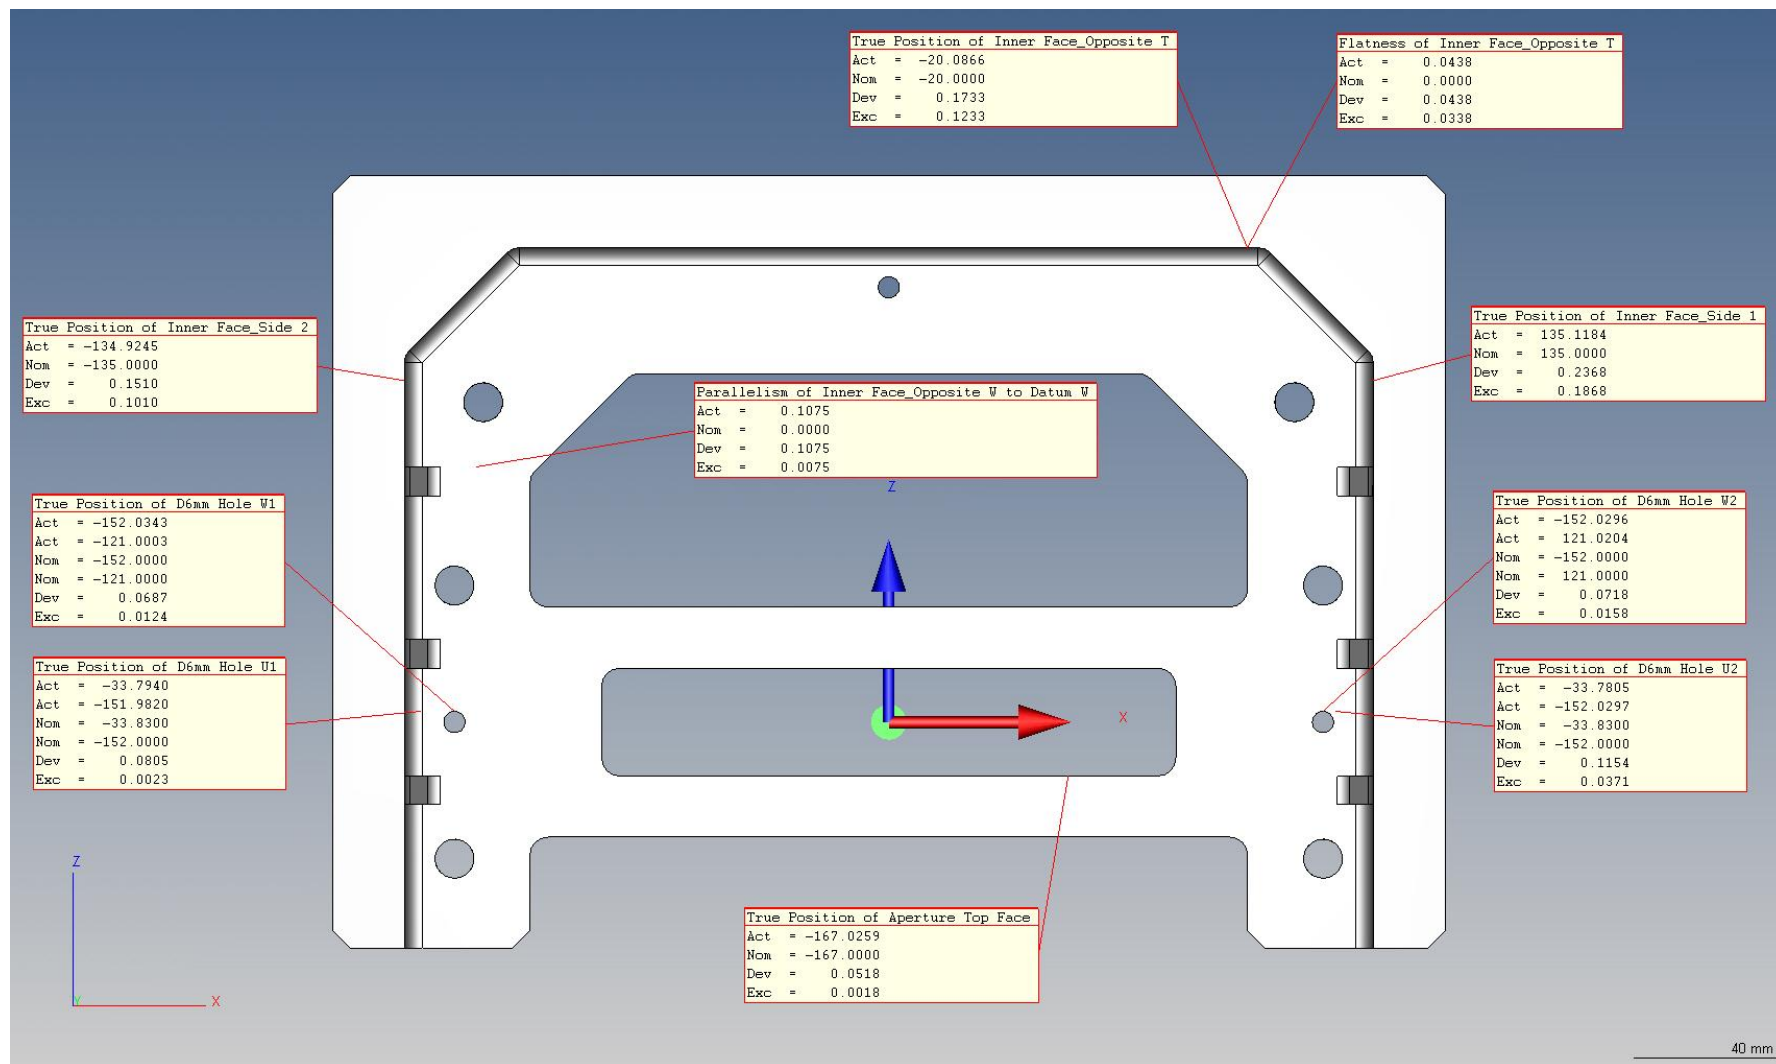 True Position of Inner Face_Opposite T
Act = -20.0866
Nom = -20.0000
Dev = 0.1733
Exc = 0.1233
Flatness of Inner Face_Opposite T
Act = 0.0438
Nom = 0.0000
Dev = 0.0438
Exc = 0.0338
True Position of Inner Face_Side 2
Act = -134.9245
Nom = -135.0000
Dev = 0.1510
Exc = 0.1010
True Position of Inner Face_Side 1
Act = 135.1184
Nom = 135.0000
Dev = 0.2368
Exc = 0.1868
Parallelism of Inner Face_Opposite W to Datum W
Act = 0.1075
Nom = 0.0000
Dev = 0.1075
Exc = 0.0075
Z
True Position of D6mm Hole W1
Act = -152.0343
Act = -121.0003
Nom = -152.0000
Nom = -121.0000
Dev = 0.0687
Exc = 0.0124
True Position of D6mm Hole W2
Act = -152.0296
Act = 121.0204
Nom = -152.0000
Nom = 121.0000
Dev = 0.0718
Exc = 0.0158
True Position of D6mm Hole U1
Act = -33.7940
Act = -151.9820
Nom = -33.8300
Nom = -152.0000
Dev = 0.0805
Exc = 0.0023
X
True Position of D6mm Hole U2
Act = -33.7805
Act = -152.0297
Nom = -33.8300
Nom = -152.0000
Dev = 0.1154
Exc = 0.0371
Z
Y
X
True Position of Aperture Top Face
Act = -167.0259
Nom = -167.0000
Dev = 0.0518
Exc = 0.0018
40 mm